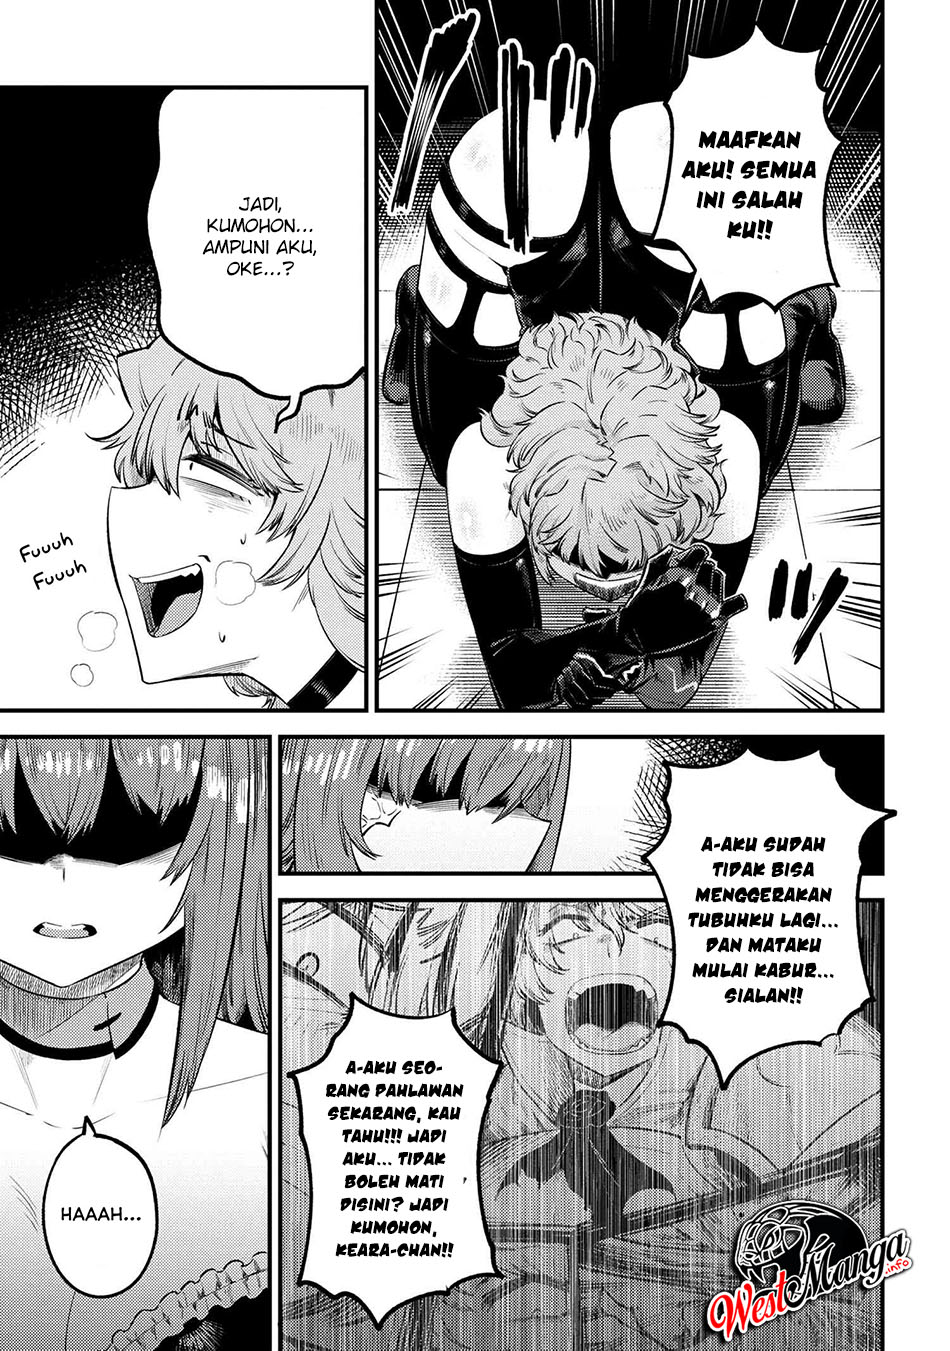 MAAFKAN
AKU! SEMUA
INI SALAH
KU!!
JADI,
KUMOHON...
AMPUNI AKU,
OKE...?
Fuuuh
Fuuuh
A-AKU SUDAH
TIDAK BISA
MENGGERAKAN
TUBUHKU LAGI...
DAN MATAKU
MULAI KABUR...
SIALAN!!
A-AKU SEO-
RANG PAHLAWAN
SEKARANG, KAU
TAHU!!! JADI
AKU... TIDAK
BOLEH MATI
DISINI? JADI
KUMOHON,
KEARA-CHAN!!
HAAAH...
WestManga
.info